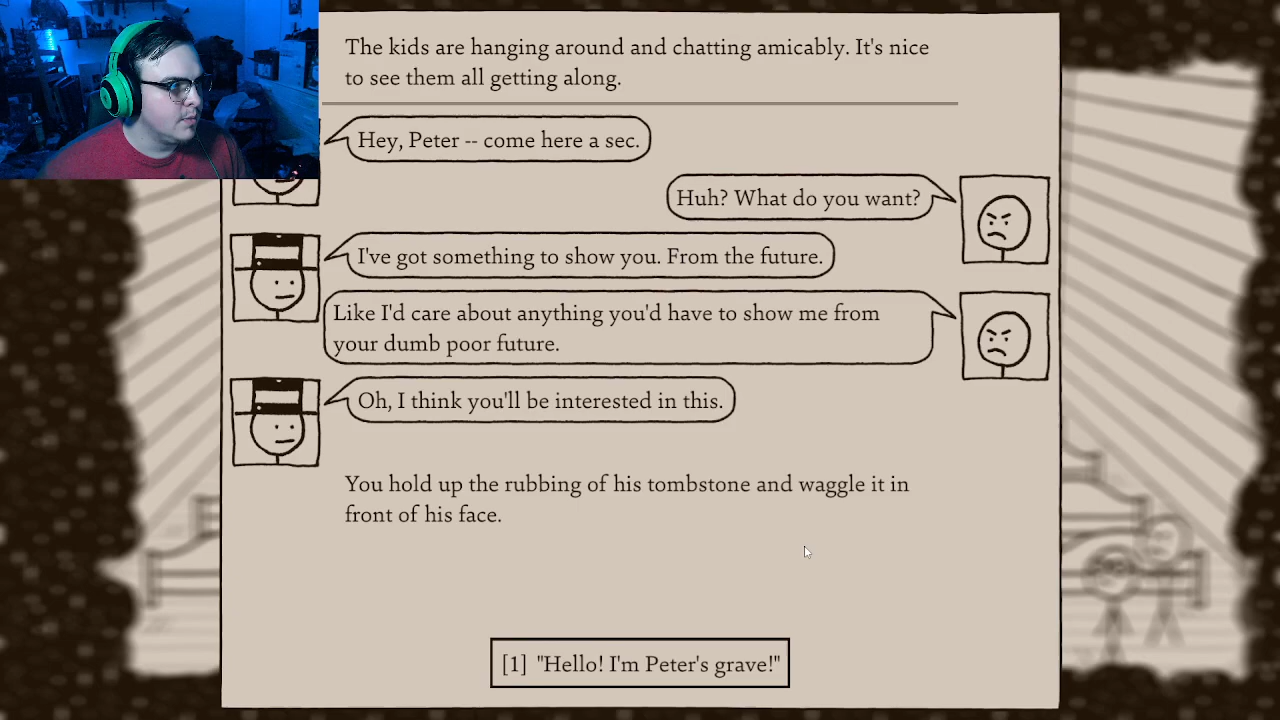 The kids are hanging around and chatting amicably. It's nice
to see them all getting along.
Hey, Peter -- come here a sec.
Huh? What do you want?
I've got something to show you. From the future.
Like I'd care about anything you'd have to show me from
your dumb poor future.
Oh, I think you'll be interested in this.
You hold up the rubbing of his tombstone and waggle it in
front of his face.
[1] "Hello! I'm Peter's grave!"